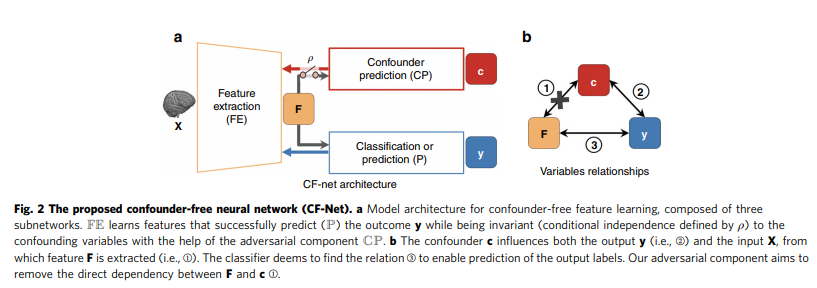 a
b
ρ
Confounder
prediction (CP)
c
Feature
extraction
(FE)
F
X
Classification or
prediction (P)
y
CF-net architecture
1
c
2
F
3
y
Variables relationships
Fig. 2 The proposed confounder-free neural network (CF-Net). a Model architecture for confounder-free feature learning, composed of three
subnetworks. 𝔽𝔼 learns features that successfully predict (ℙ) the outcome y while being invariant (conditional independence defined by ρ) to the
confounding variables with the help of the adversarial component ℂℙ. b The confounder c influences both the output y (i.e., ②) and the input X, from
which feature F is extracted (i.e., ①). The classifier deems to find the relation ③ to enable prediction of the output labels. Our adversarial component aims to
remove the direct dependency between F and c ①.